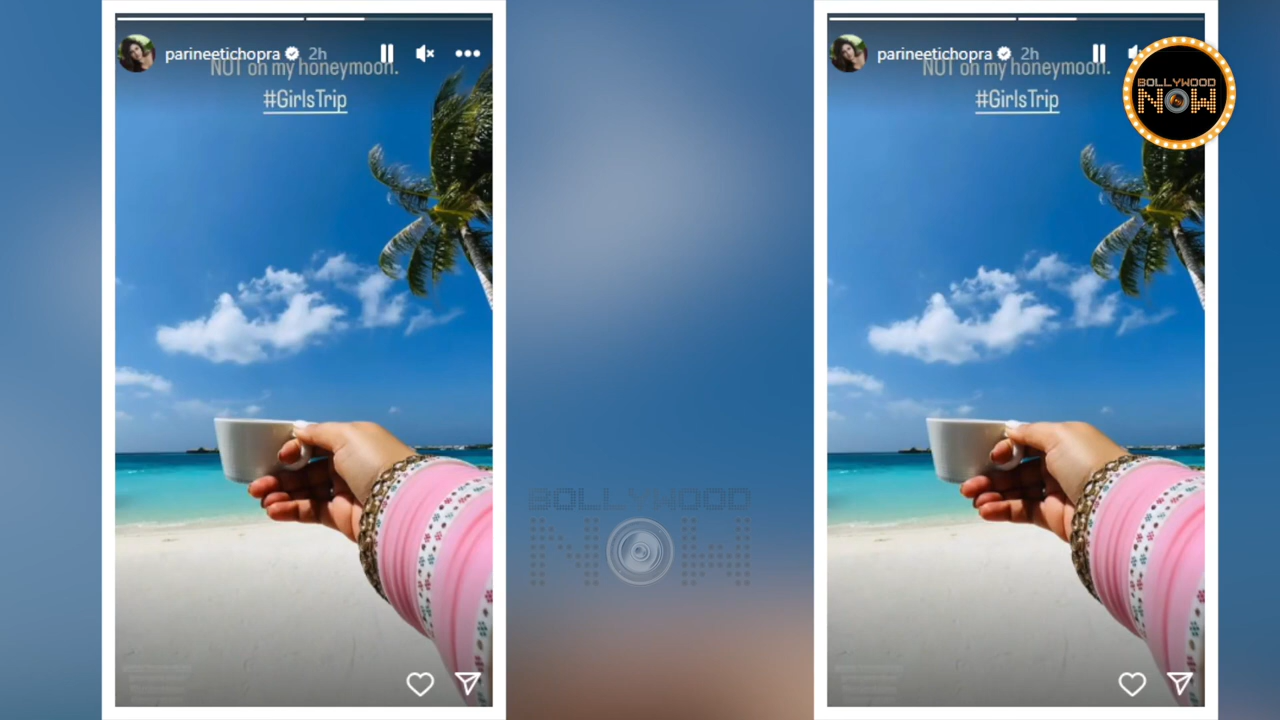 parineetichopra 2h
NOT on my honeymoon.
#GirlsTrip
parineetichopra 2h
NOT on my honeymoon.
#GirlsTrip
BOLLYWOOD
NOW
BOLLYWOOD
NOW